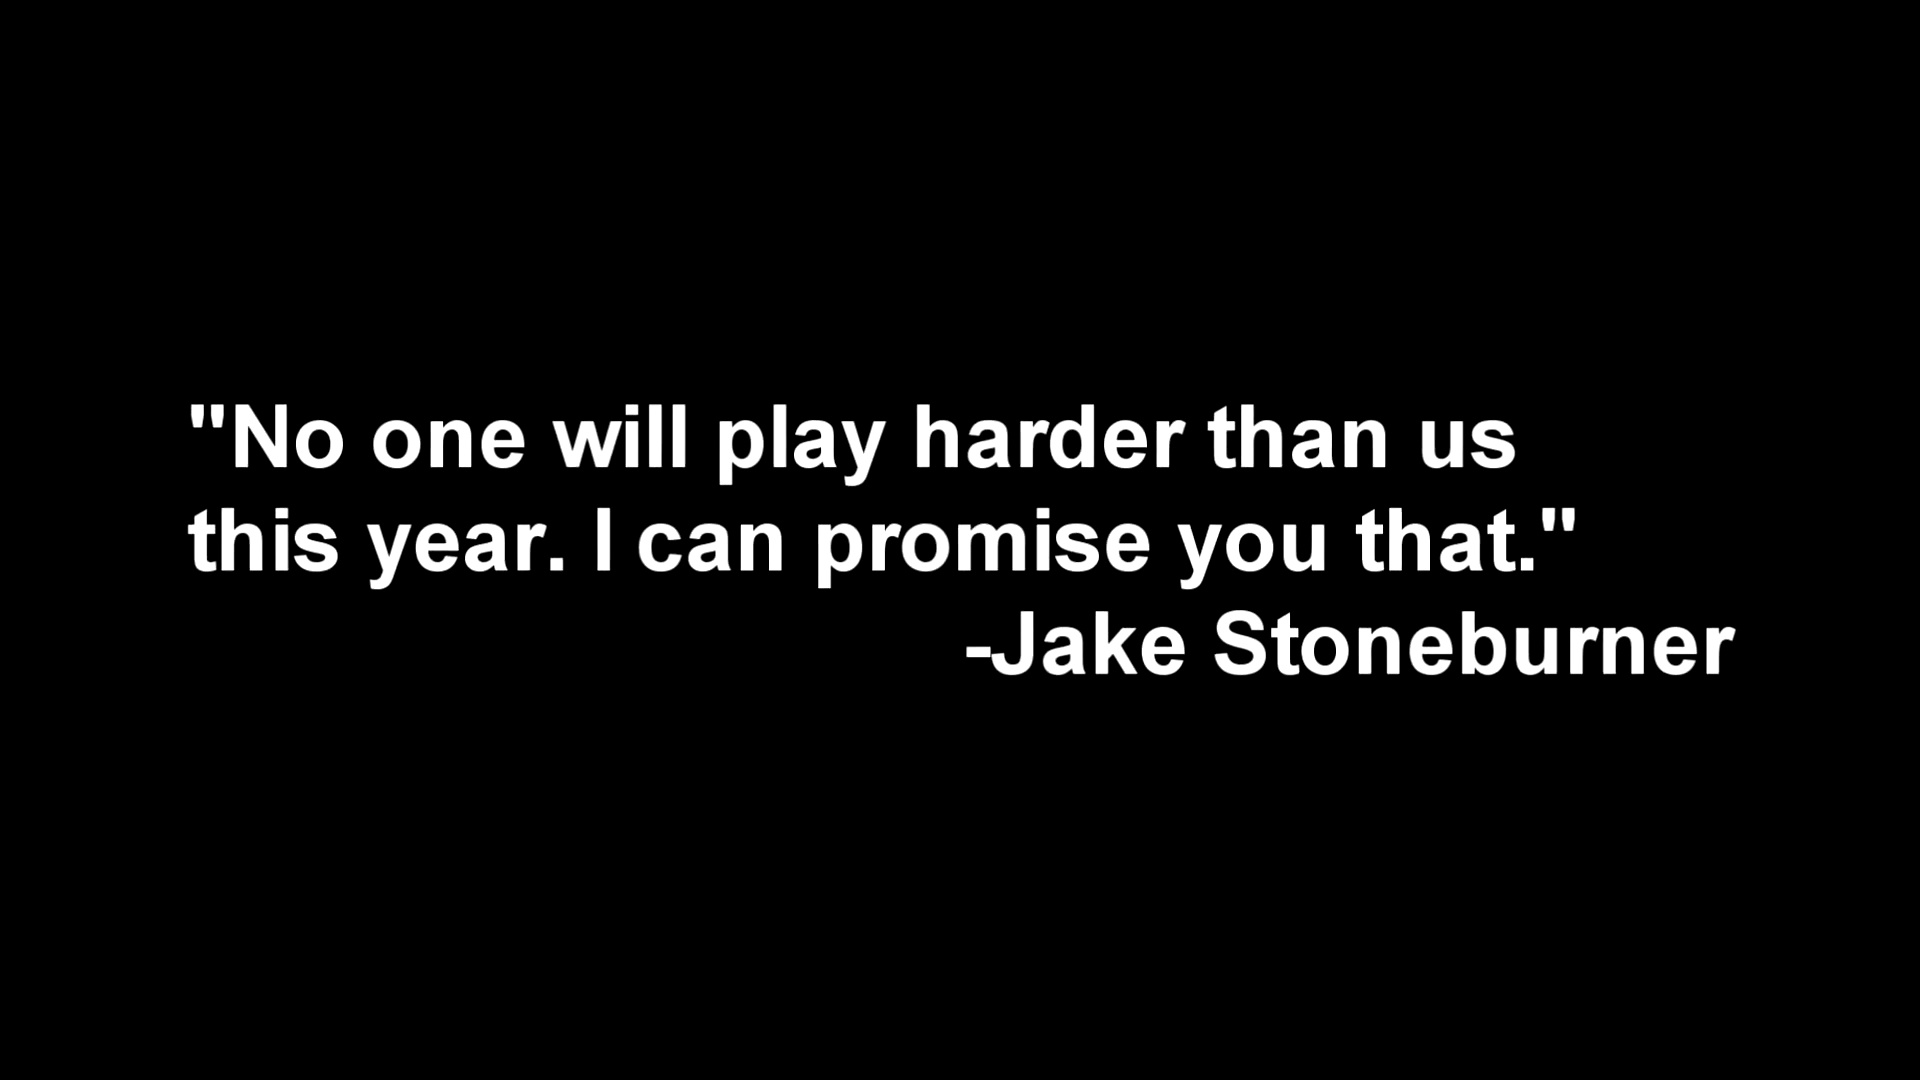 "No one will play harder than us
this year. I can promise you that."
-Jake Stoneburner